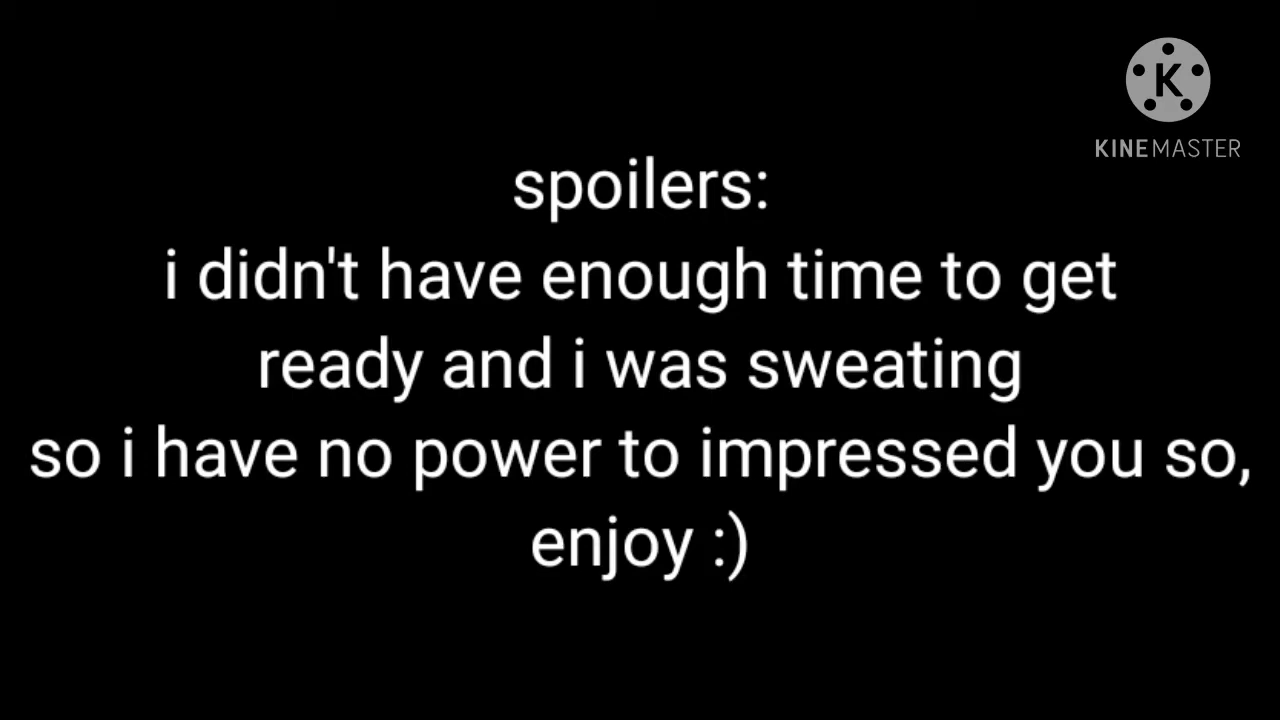 K
KINEMASTER
spoilers:
i didn't have enough time to get
ready and i was sweating
so i have no power to impressed you so,
enjoy :)